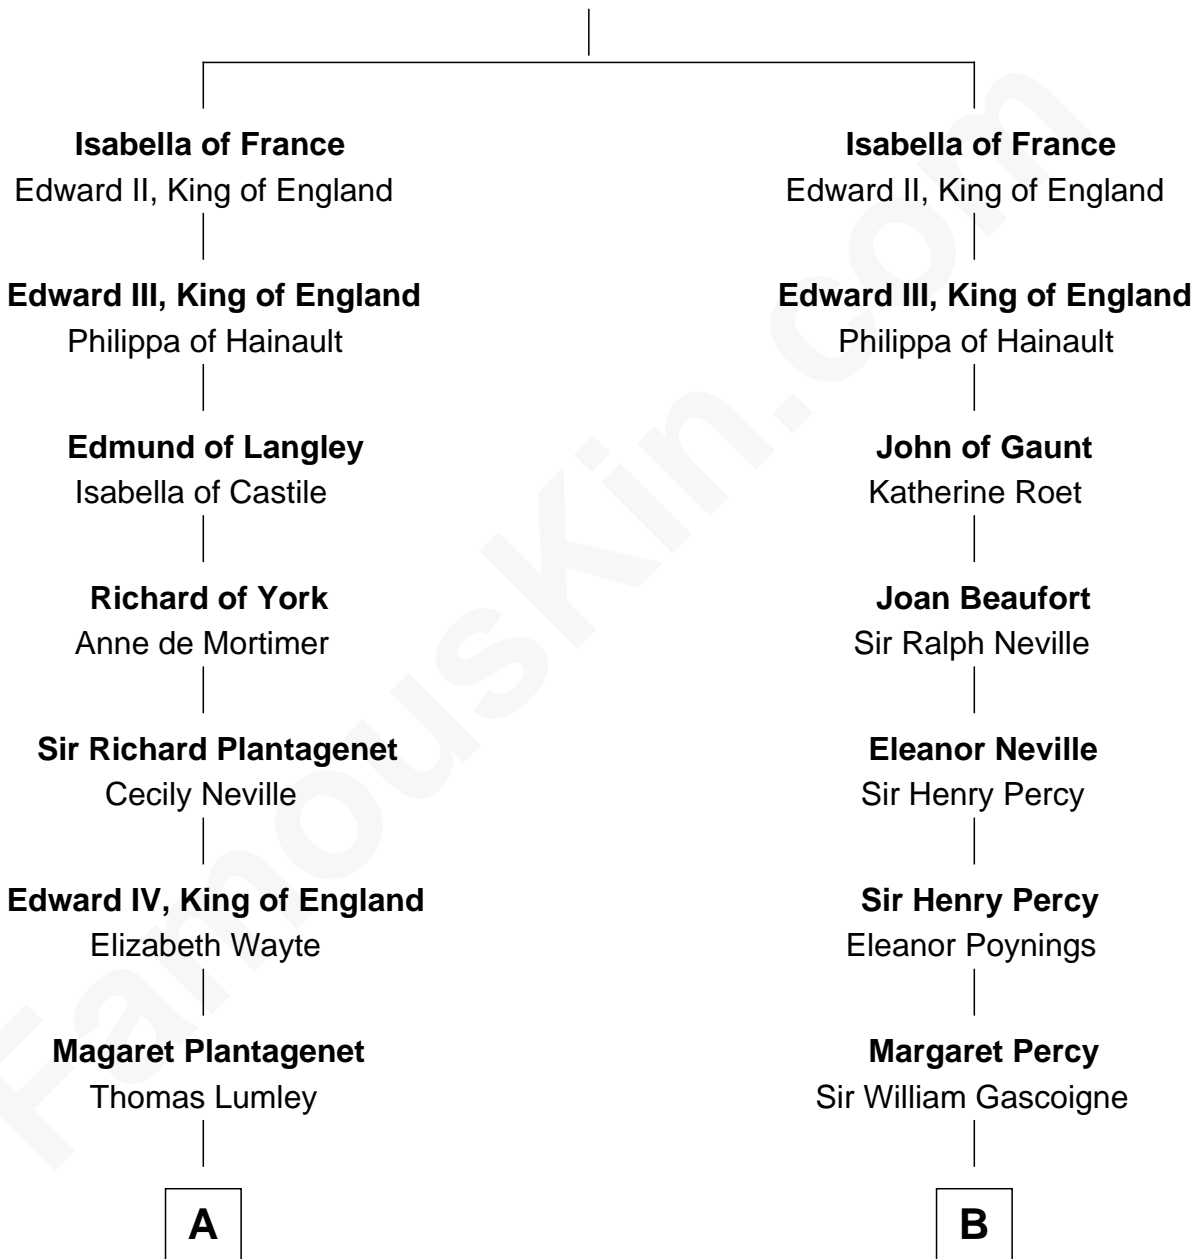 Isabella of France
Edward II, King of England
Edward III, King of England
Philippa of Hainault
Edmund of Langley
Isabella of Castile
Richard of York
Anne de Mortimer
Sir Richard Plantagenet
Cecily Neville
Edward IV, King of England
Elizabeth Wayte
Magaret Plantagenet
Thomas Lumley
A
Isabella of France
Edward II, King of England
Edward III, King of England
Philippa of Hainault
John of Gaunt
Katherine Roet
Joan Beaufort
Sir Ralph Neville
Eleanor Neville
Sir Henry Percy
Sir Henry Percy
Eleanor Poynings
Margaret Percy
Sir William Gascoigne
B
FamousKin.com